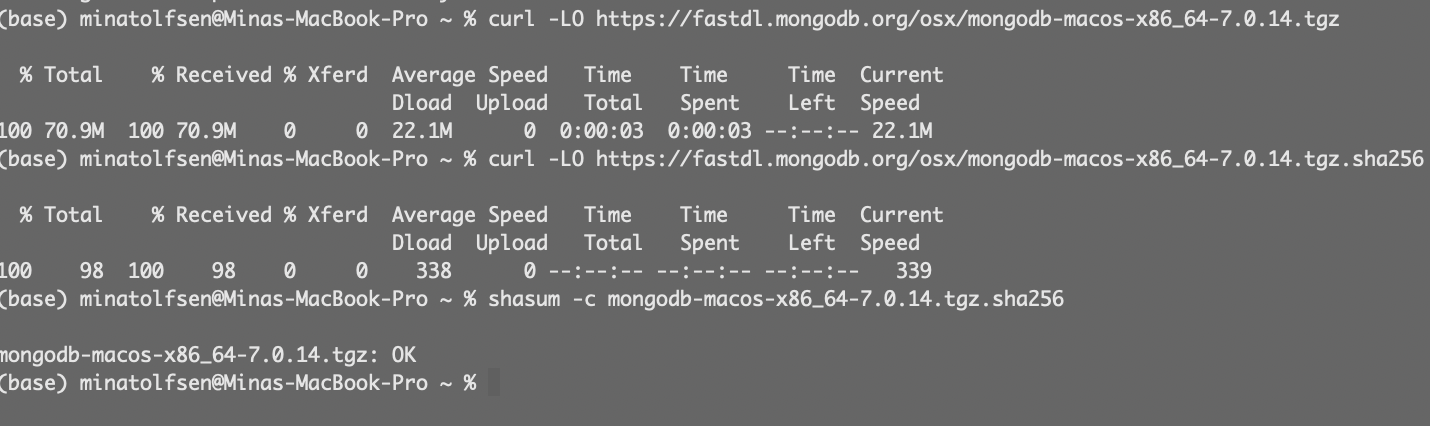 (base) minatolfsen@Minas-MacBook-Pro ~ % curl -LO https://fastdl.mongodb.org/osx/mongodb-macos-x86_64-7.0.14.tgz
% Total % Received % Xferd Average Speed Time Time Time Current
Dload Upload Total Spent Left Speed
100 70.9M 100 70.9M 0 0 22.1M 0 0:00:03 0:00:03 --:--:-- 22.1M
(base) minatolfsen@Minas-MacBook-Pro ~ % curl -LO https://fastdl.mongodb.org/osx/mongodb-macos-x86_64-7.0.14.tgz.sha256
% Total % Received % Xferd Average Speed Time Time Time Current
Dload Upload Total Spent Left Speed
100 98 100 98 0 0 338 0 --:--:-- --:--:-- --:--:-- 339
(base) minatolfsen@Minas-MacBook-Pro ~ % shasum -c mongodb-macos-x86_64-7.0.14.tgz.sha256
mongodb-macos-x86_64-7.0.14.tgz: OK
(base) minatolfsen@Minas-MacBook-Pro ~ %